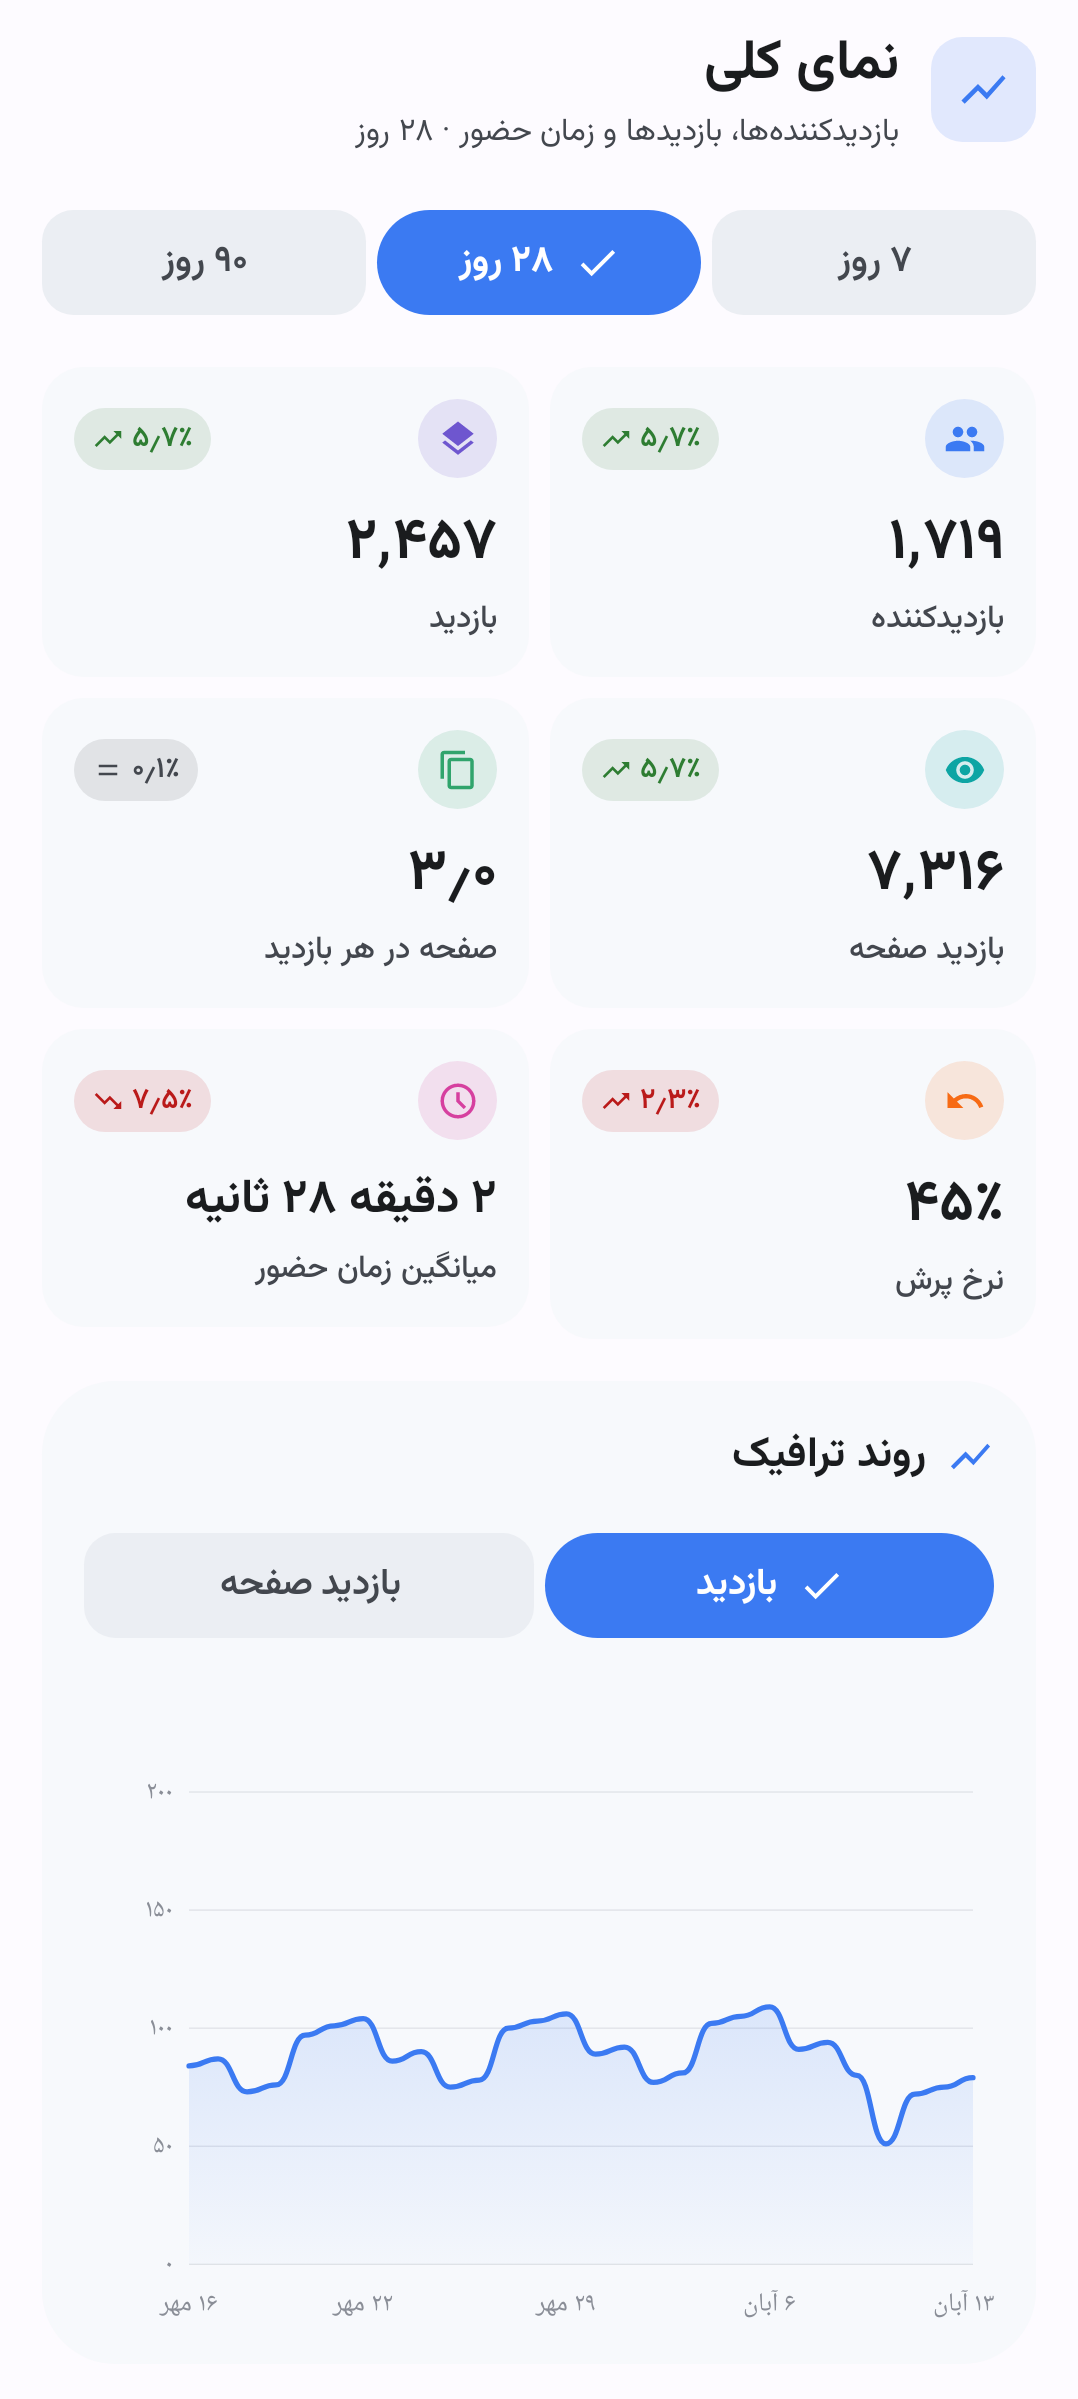 نمای کلی
بازدیدکننده‌ها، بازدیدها و زمان حضور · ۲۸ روز
۷ روز
۲۸ روز
۹۰ روز
۵٫۷٪
۱,۷۱۹
بازدیدکننده
۵٫۷٪
۲,۴۵۷
بازدید
۵٫۷٪
۷,۳۱۶
بازدید صفحه
۰٫۱٪
۳٫۰
صفحه در هر بازدید
۲٫۳٪
۴۵٪
نرخ پرش
۷٫۵٪
۲ دقیقه ۲۸ ثانیه
میانگین زمان حضور
روند ترافیک
بازدید
بازدید صفحه
۲۰۰
۱۵۰
۱۰۰
۵۰
۰
۱۶ مهر
۲۲ مهر
۲۹ مهر
۶ آبان
۱۳ آبان